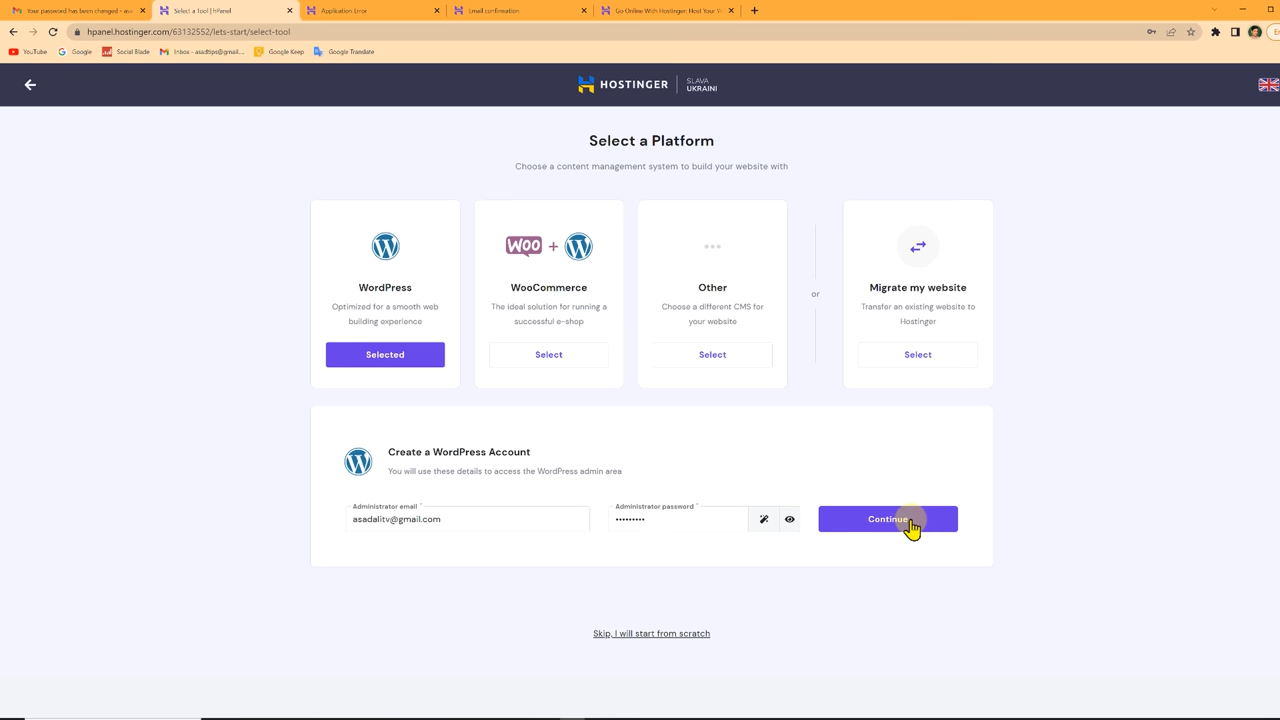 Your password has been changed - asa
Select a Tool | hPanel
Application Error
Email confirmation
Go Online With Hostinger: Host Your W
hpanel.hostinger.com/63132552/lets-start/select-tool
YouTube
Google
Social Blade
Inbox - asadtips@gmail....
Google Keep
Google Translate
HOSTINGER
SLAVA
UKRAINI
Select a Platform
Choose a content management system to build your website with
WordPress
Optimized for a smooth web
building experience
Selected
WOO +
WooCommerce
The ideal solution for running a
successful e-shop
Select
Other
Choose a different CMS for
your website
Select
or
Migrate my website
Transfer an existing website to
Hostinger
Select
Create a WordPress Account
You will use these details to access the WordPress admin area
Administrator email *
asadalitv@gmail.com
Administrator password *
•••••••••
Continue
Skip, I will start from scratch